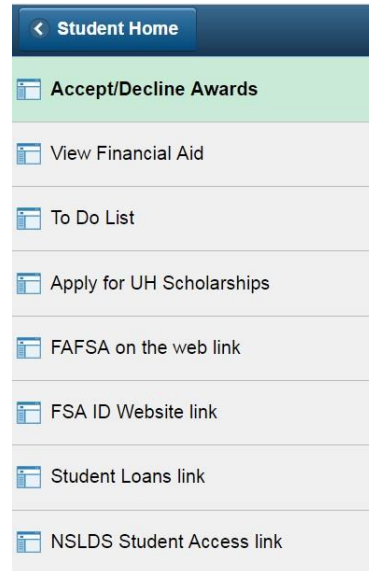 Student Home
Accept/Decline Awards
View Financial Aid
To Do List
Apply for UH Scholarships
FAFSA on the web link
FSA ID Website link
Student Loans link
NSLDS Student Access link